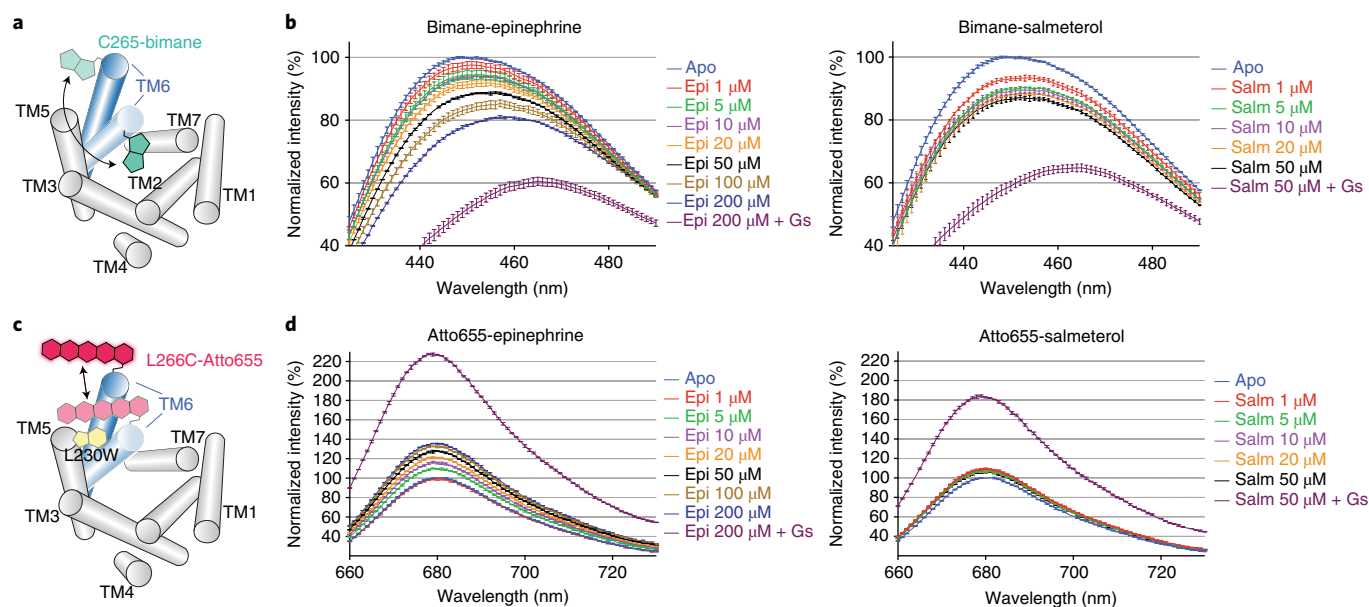 a
C265-bimane
TM6
TM5
TM7
TM3
TM2
TM1
TM4
b
Bimane-epinephrine
Normalized intensity (%)
100
80
60
40
440
460
480
Wavelength (nm)
Apo
Epi 1 μM
Epi 5 μM
Epi 10 μM
Epi 20 μM
Epi 50 μM
Epi 100 μM
Epi 200 μM
Epi 200 μM + Gs
Bimane-salmeterol
Normalized intensity (%)
100
80
60
40
440
460
480
Wavelength (nm)
Apo
Salm 1 μM
Salm 5 μM
Salm 10 μM
Salm 20 μM
Salm 50 μM
Salm 50 μM + Gs
c
L266C-Atto655
TM6
TM5
TM7
L230W
TM3
TM1
TM4
d
Atto655-epinephrine
Normalized intensity (%)
220
200
180
160
140
120
100
80
60
40
660
680
700
720
Wavelength (nm)
Apo
Epi 1 μM
Epi 5 μM
Epi 10 μM
Epi 20 μM
Epi 50 μM
Epi 100 μM
Epi 200 μM
Epi 200 μM + Gs
Atto655-salmeterol
Normalized intensity (%)
220
200
180
160
140
120
100
80
60
40
660
680
700
720
Wavelength (nm)
Apo
Salm 1 μM
Salm 5 μM
Salm 10 μM
Salm 20 μM
Salm 50 μM
Salm 50 μM + Gs